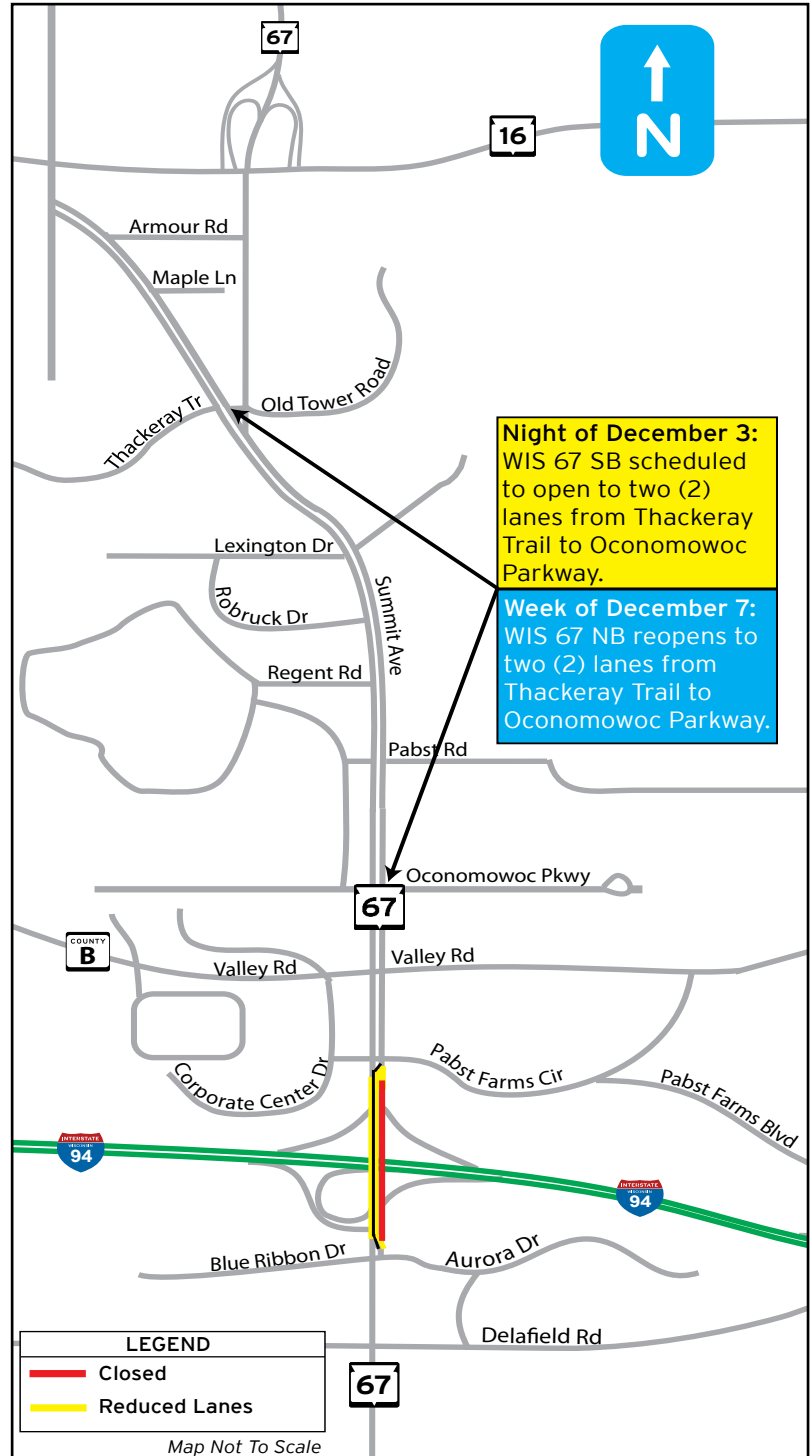 67
16
N
Armour Rd
Maple Ln
Old Tower Road
Thackeray Tr
Night of December 3:
WIS 67 SB scheduled
to open to two (2)
lanes from Thackeray
Trail to Oconomowoc
Parkway.
Week of December 7:
WIS 67 NB reopens to
two (2) lanes from
Thackeray Trail to
Oconomowoc Parkway.
Lexington Dr
Robruck Dr
Summit Ave
Regent Rd
Pabst Rd
Oconomowoc Pkwy
67
COUNTY
B
Valley Rd
Valley Rd
Corporate Center Dr
Pabst Farms Cir
Pabst Farms Blvd
INTERSTATE
WISCONSIN
94
INTERSTATE
WISCONSIN
94
Blue Ribbon Dr
Aurora Dr
Delafield Rd
LEGEND
Closed
Reduced Lanes
67
Map Not To Scale